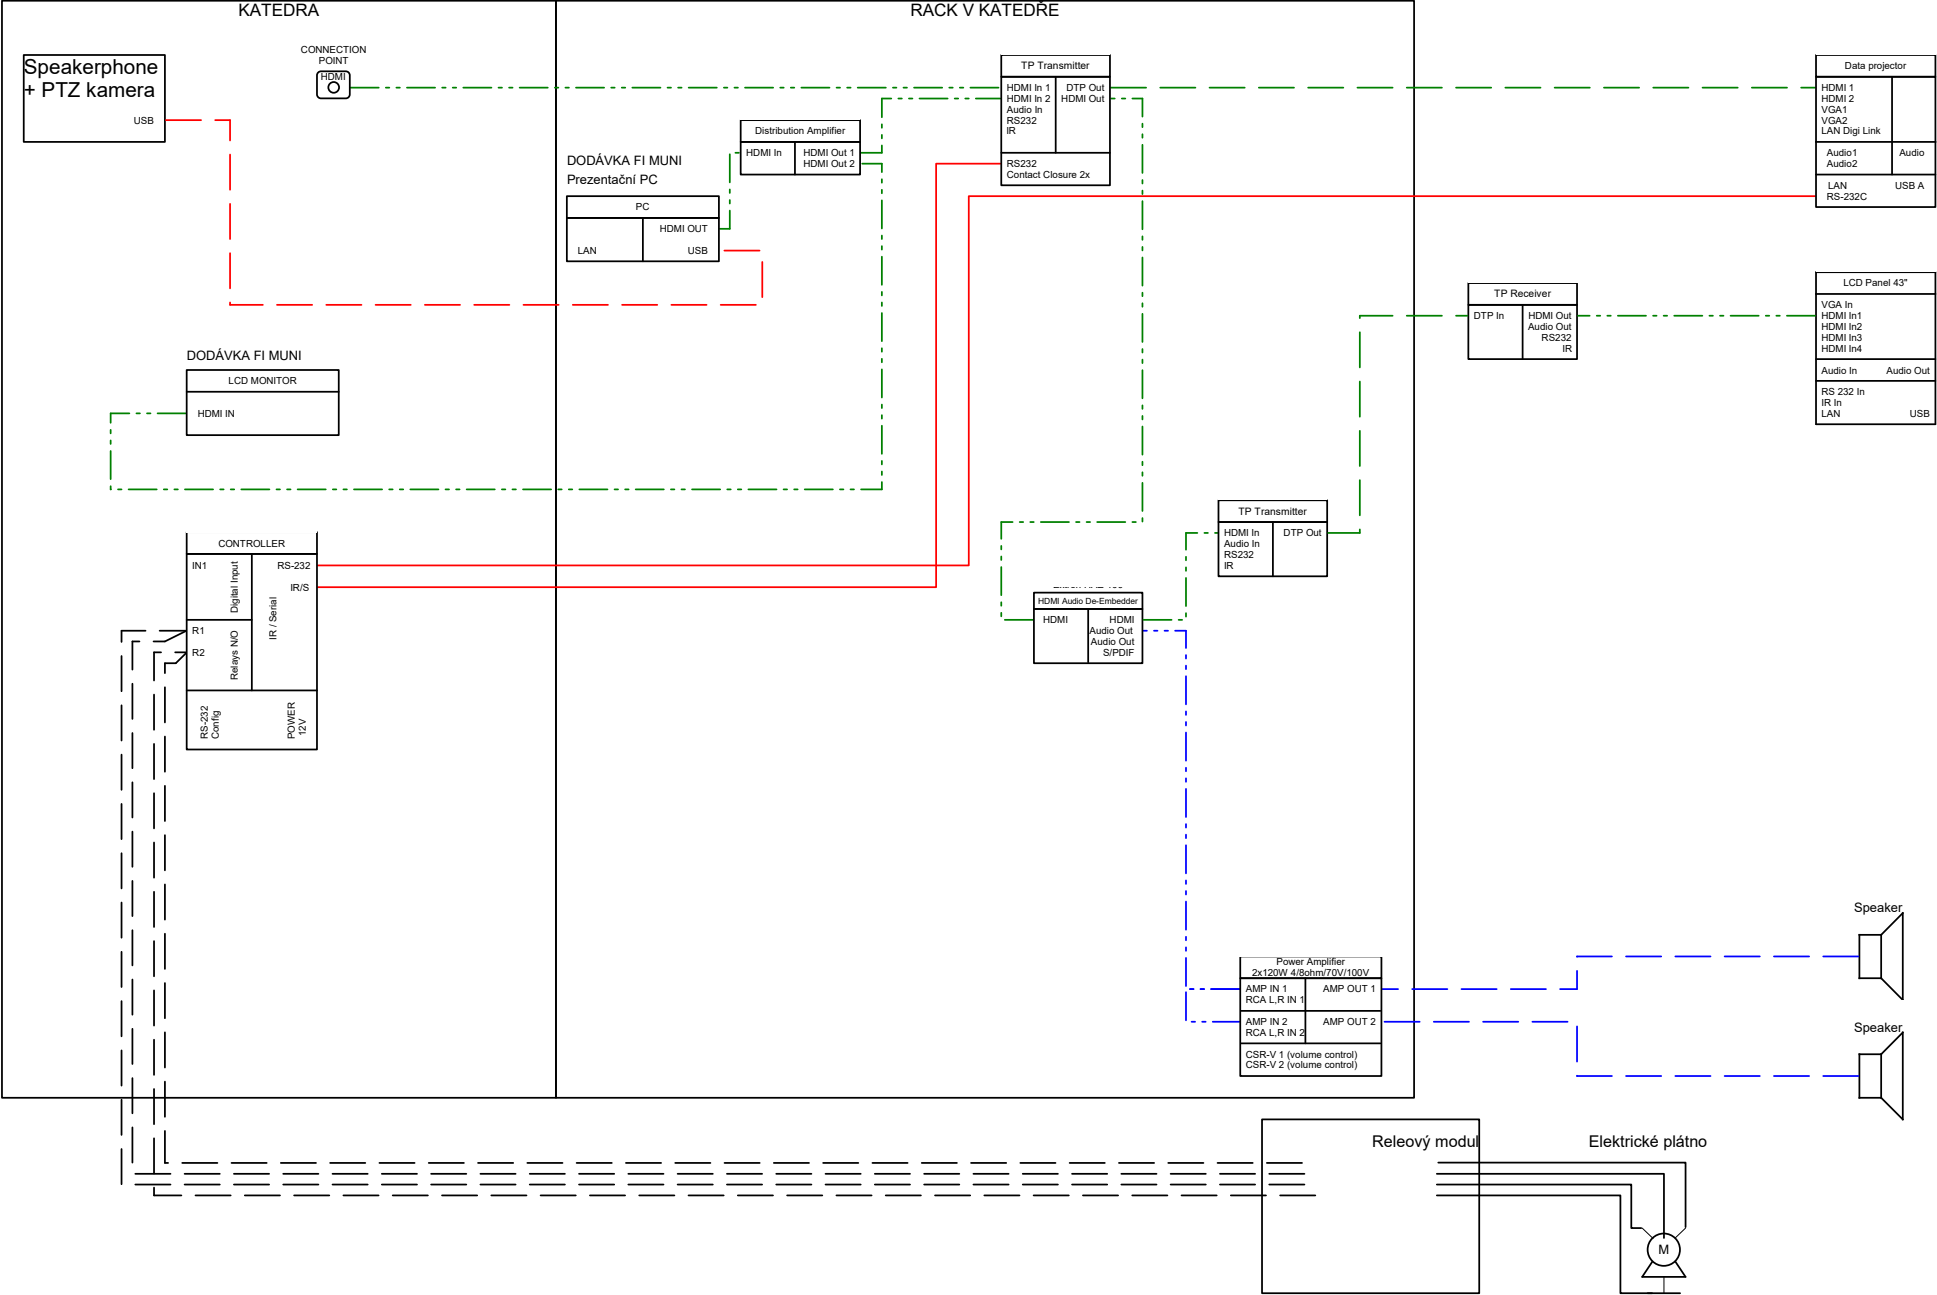 KATEDRA
RACK V KATEDŘE
Speakerphone
+ PTZ kamera
USB
CONNECTION
POINT
HDMI
DODÁVKA FI MUNI
Prezentační PC
PC
HDMI OUT
LAN
USB
Distribution Amplifier
HDMI In
HDMI Out 1
HDMI Out 2
TP Transmitter
HDMI In 1
HDMI In 2
Audio In
RS232
IR
DTP Out
HDMI Out
RS232
Contact Closure 2x
Data projector
HDMI 1
HDMI 2
VGA1
VGA2
LAN Digi Link
Audio1
Audio2
Audio
LAN
USB A
RS-232C
TP Receiver
DTP In
HDMI Out
Audio Out
RS232
IR
LCD Panel 43"
VGA In
HDMI In1
HDMI In2
HDMI In3
HDMI In4
Audio In
Audio Out
RS 232 In
IR In
LAN
USB
DODÁVKA FI MUNI
LCD MONITOR
HDMI IN
CONTROLLER
IN1
Digital Input
RS-232
IR/S
IR / Serial
R1
R2
Relays N/O
RS-232
Config
POWER
12V
TP Transmitter
HDMI In
Audio In
RS232
IR
DTP Out
HDMI Audio De-Embedder
HDMI
HDMI
Audio Out
Audio Out
S/PDIF
Power Amplifier
2x120W 4/8ohm/70V/100V
AMP IN 1
RCA L,R IN 1
AMP OUT 1
AMP IN 2
RCA L,R IN 2
AMP OUT 2
CSR-V 1 (volume control)
CSR-V 2 (volume control)
Speaker
Speaker
Releový modul
Elektrické plátno
M